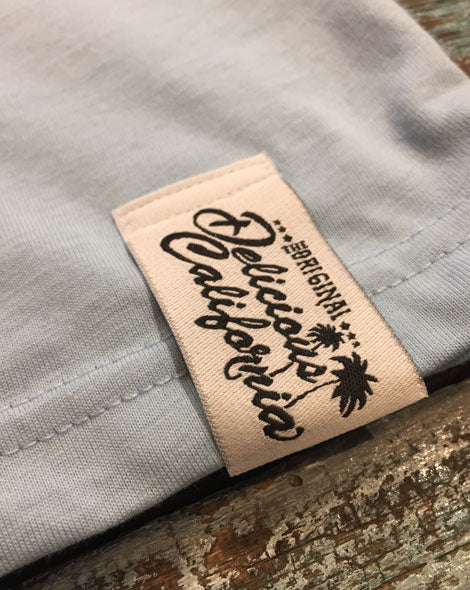 THE ORIGINAL
Delicious
California